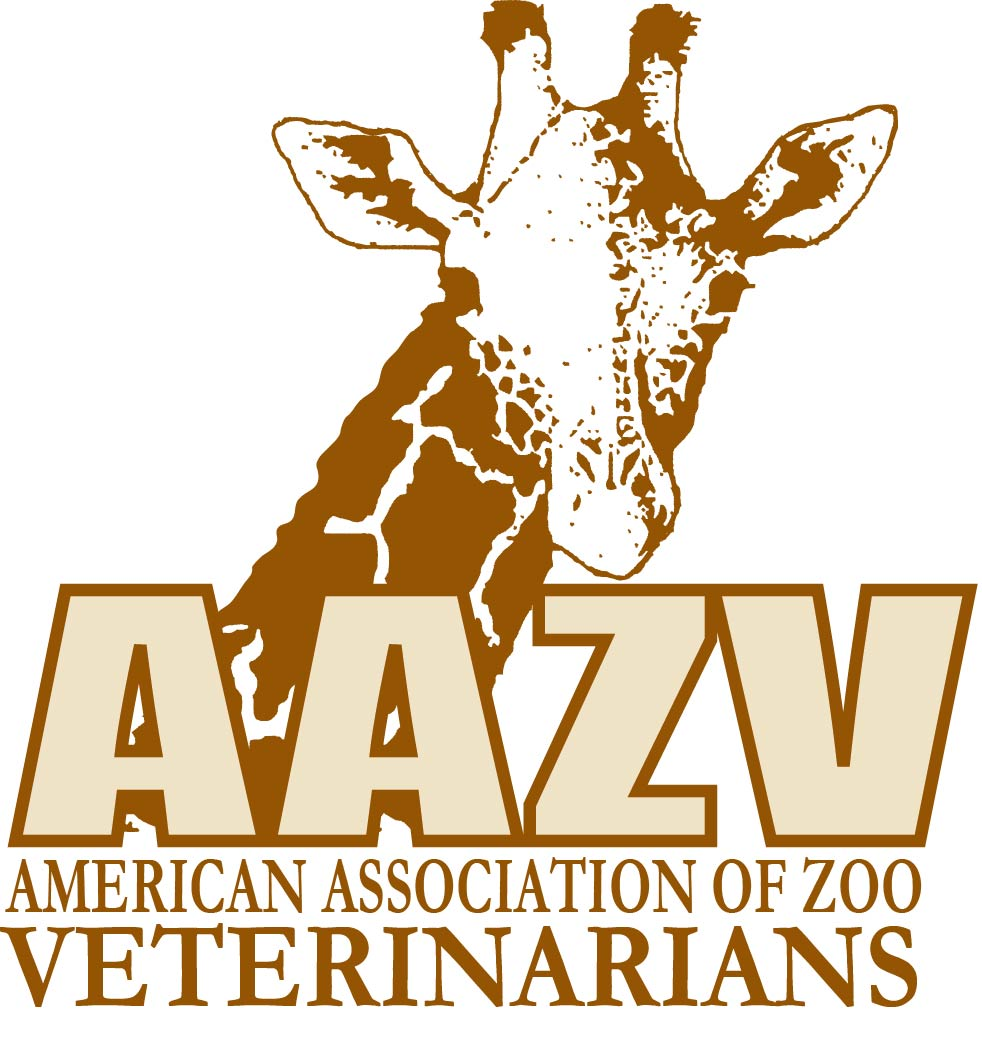 AAZV
AMERICAN ASSOCIATION OF ZOO
VETERINARIANS